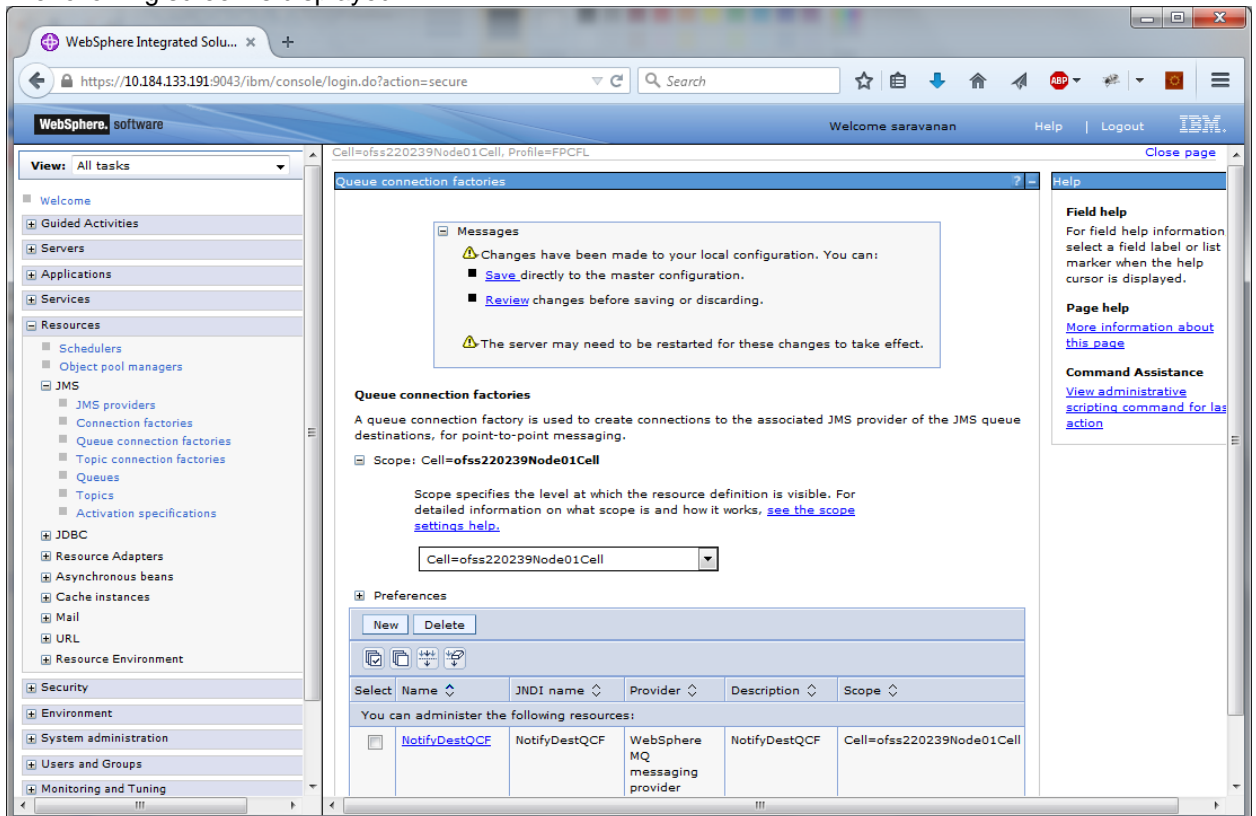 WebSphere Integrated Solu... × +
https://10.184.133.191:9043/ibm/console/login.do?action=secure
Search
ABP
WebSphere. software
Welcome saravanan
Help | Logout
IBM.
View: All tasks
Welcome
Guided Activities
Servers
Applications
Services
Resources
Schedulers
Object pool managers
JMS
JMS providers
Connection factories
Queue connection factories
Topic connection factories
Queues
Topics
Activation specifications
JDBC
Resource Adapters
Asynchronous beans
Cache instances
Mail
URL
Resource Environment
Security
Environment
System administration
Users and Groups
Monitoring and Tuning
Cell=ofss220239Node01Cell, Profile=FPCFL
Close page
Queue connection factories
? –
Messages
Changes have been made to your local configuration. You can:
Save directly to the master configuration.
Review changes before saving or discarding.
The server may need to be restarted for these changes to take effect.
Queue connection factories
A queue connection factory is used to create connections to the associated JMS provider of the JMS queue
destinations, for point-to-point messaging.
Scope: Cell=ofss220239Node01Cell
Scope specifies the level at which the resource definition is visible. For
detailed information on what scope is and how it works, see the scope
settings help.
Cell=ofss220239Node01Cell
Preferences
New Delete
Select Name JNDI name Provider Description Scope
You can administer the following resources:
NotifyDestQCF NotifyDestQCF WebSphere NotifyDestQCF Cell=ofss220239Node01Cell
MQ
messaging
provider
Help
Field help
For field help information
select a field label or list
marker when the help
cursor is displayed.
Page help
More information about
this page
Command Assistance
View administrative
scripting command for las
action